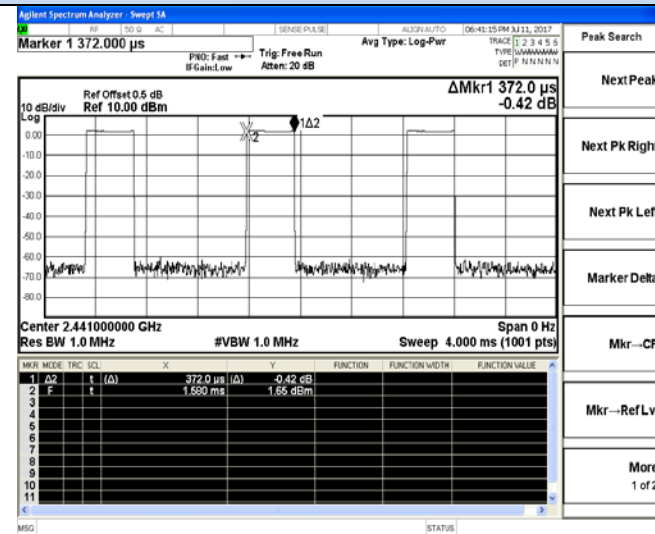 Agilent Spectrum Analyzer - Swept SA
RF 50 Ω AC SENSE:PULSE ALIGN AUTO 06:41:15 PM Jul 11, 2017
Marker 1 372.000 µs
Avg Type: Log-Pwr
TRACE 1 2 3 4 5 6
TYPE WWWWWW
DET P N N N N N
PNO: Fast
IFGain:Low
Trig: Free Run
Atten: 20 dB
Peak Search
ΔMkr1 372.0 µs
-0.42 dB
Ref Offset 0.5 dB
10 dB/div Ref 10.00 dBm
Log
0.00
-10.0
-20.0
-30.0
-40.0
-50.0
-60.0
-70.0
-80.0
1Δ2
2
Center 2.441000000 GHz Span 0 Hz
Res BW 1.0 MHz #VBW 1.0 MHz Sweep 4.000 ms (1001 pts)
MKR MODE TRC SCL X Y FUNCTION FUNCTION WIDTH FUNCTION VALUE
1 Δ2 t (Δ) 372.0 µs (Δ) -0.42 dB
2 F t 1.580 ms 1.65 dBm
3
4
5
6
7
8
9
10
11
MSG STATUS
Next Peak
Next Pk Right
Next Pk Left
Marker Delta
Mkr→CF
Mkr→Ref Lv
More
1 of 2